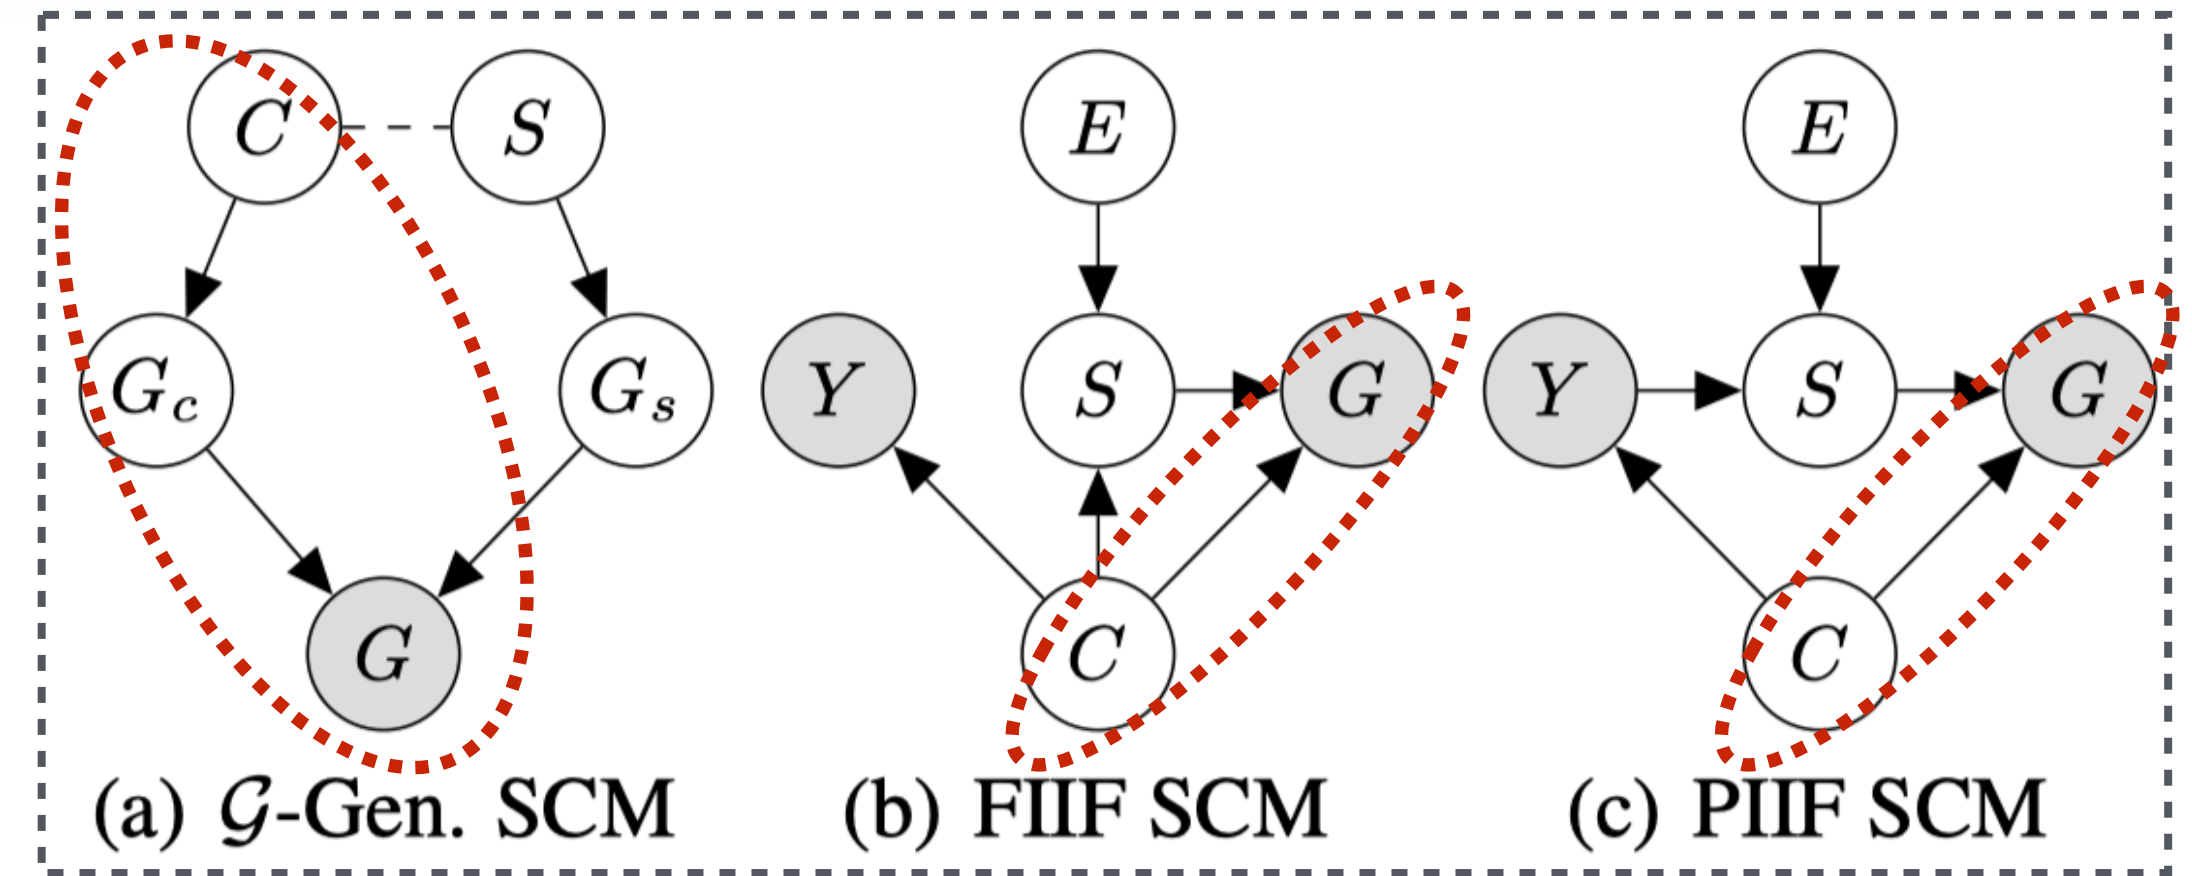 C S E E
G_c G_s Y S G Y S G
G C C
(a) 𝒢-Gen. SCM (b) FIIF SCM (c) PIIF SCM